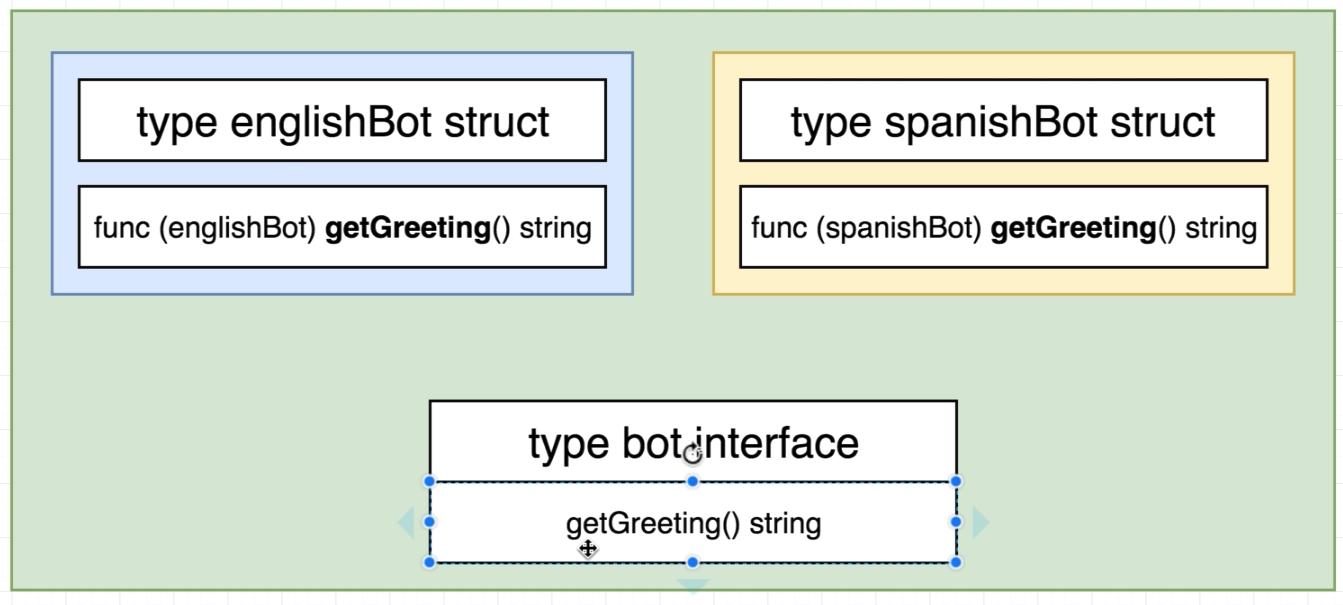 type englishBot struct
func (englishBot) getGreeting() string
type spanishBot struct
func (spanishBot) getGreeting() string
type bot interface
getGreeting() string